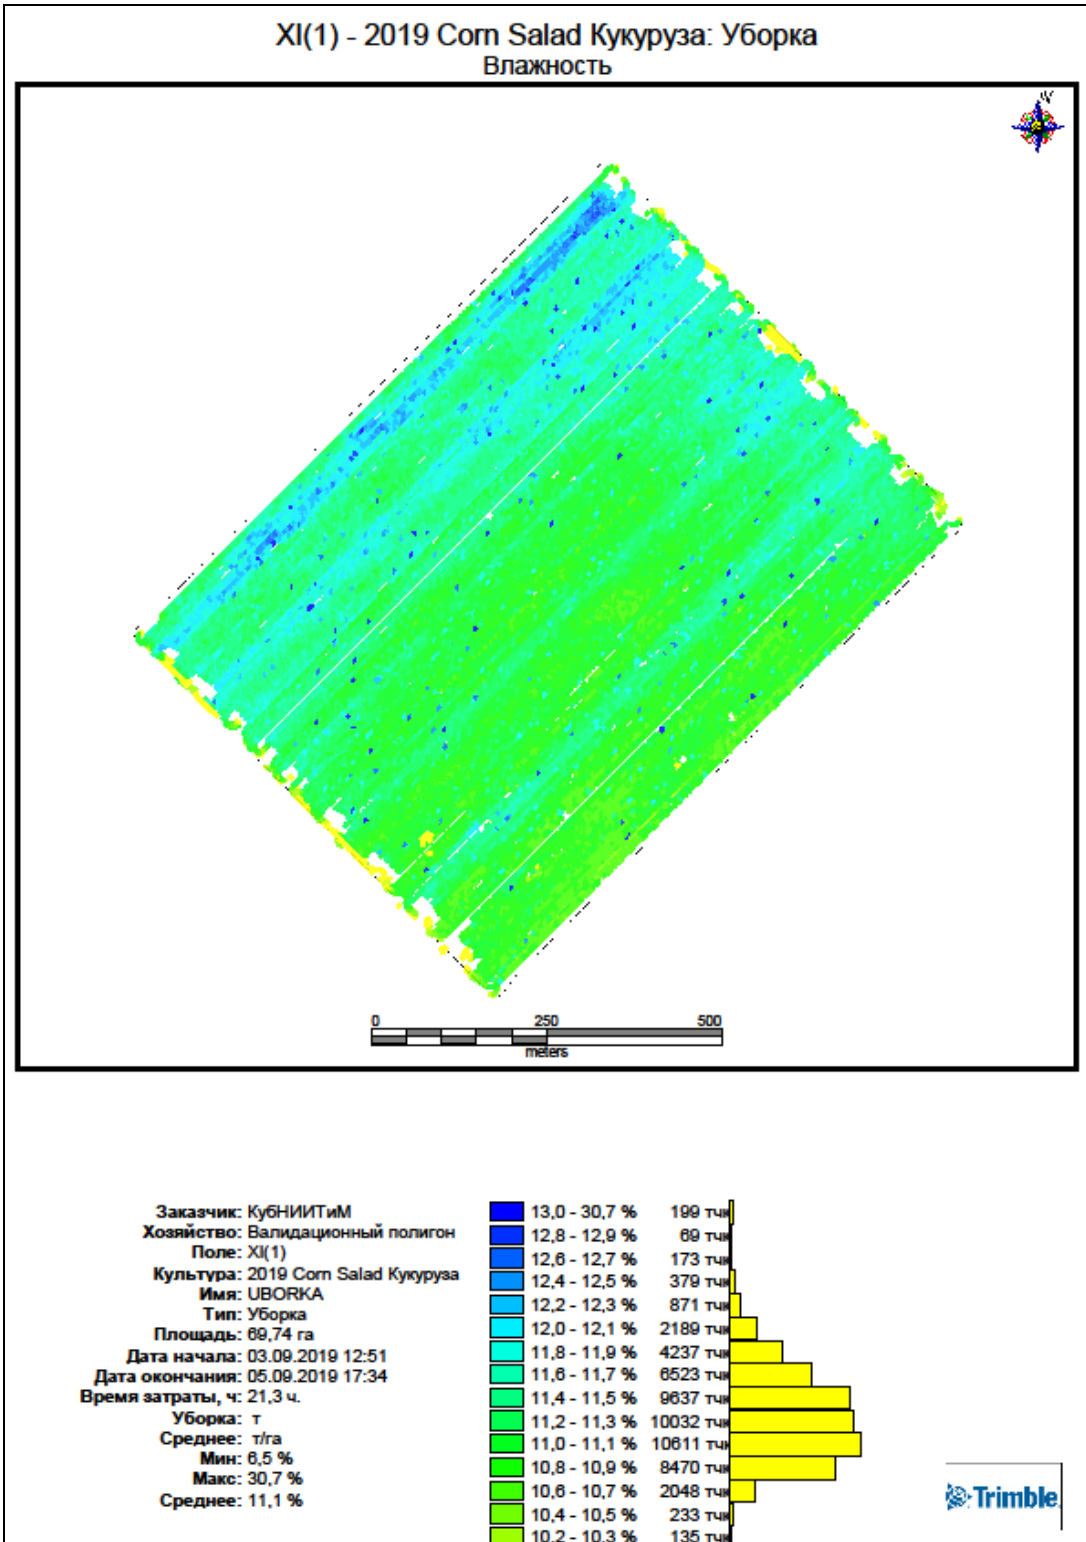 XI(1) - 2019 Corn Salad Кукуруза: Уборка
Влажность
N
0 250 500
meters
Заказчик: КубНИИТиМ
Хозяйство: Валидационный полигон
Поле: XI(1)
Культура: 2019 Corn Salad Кукуруза
Имя: UBORKA
Тип: Уборка
Площадь: 69,74 га
Дата начала: 03.09.2019 12:51
Дата окончания: 05.09.2019 17:34
Время затраты, ч: 21,3 ч.
Уборка: т
Среднее: т/га
Мин: 6,5 %
Макс: 30,7 %
Среднее: 11,1 %
13,0 - 30,7 % 199 тчк
12,8 - 12,9 % 69 тчк
12,6 - 12,7 % 173 тчк
12,4 - 12,5 % 379 тчк
12,2 - 12,3 % 871 тчк
12,0 - 12,1 % 2189 тчк
11,8 - 11,9 % 4237 тчк
11,6 - 11,7 % 6523 тчк
11,4 - 11,5 % 9637 тчк
11,2 - 11,3 % 10032 тчк
11,0 - 11,1 % 10611 тчк
10,8 - 10,9 % 8470 тчк
10,6 - 10,7 % 2048 тчк
10,4 - 10,5 % 233 тчк
10,2 - 10,3 % 135 тчк
Trimble